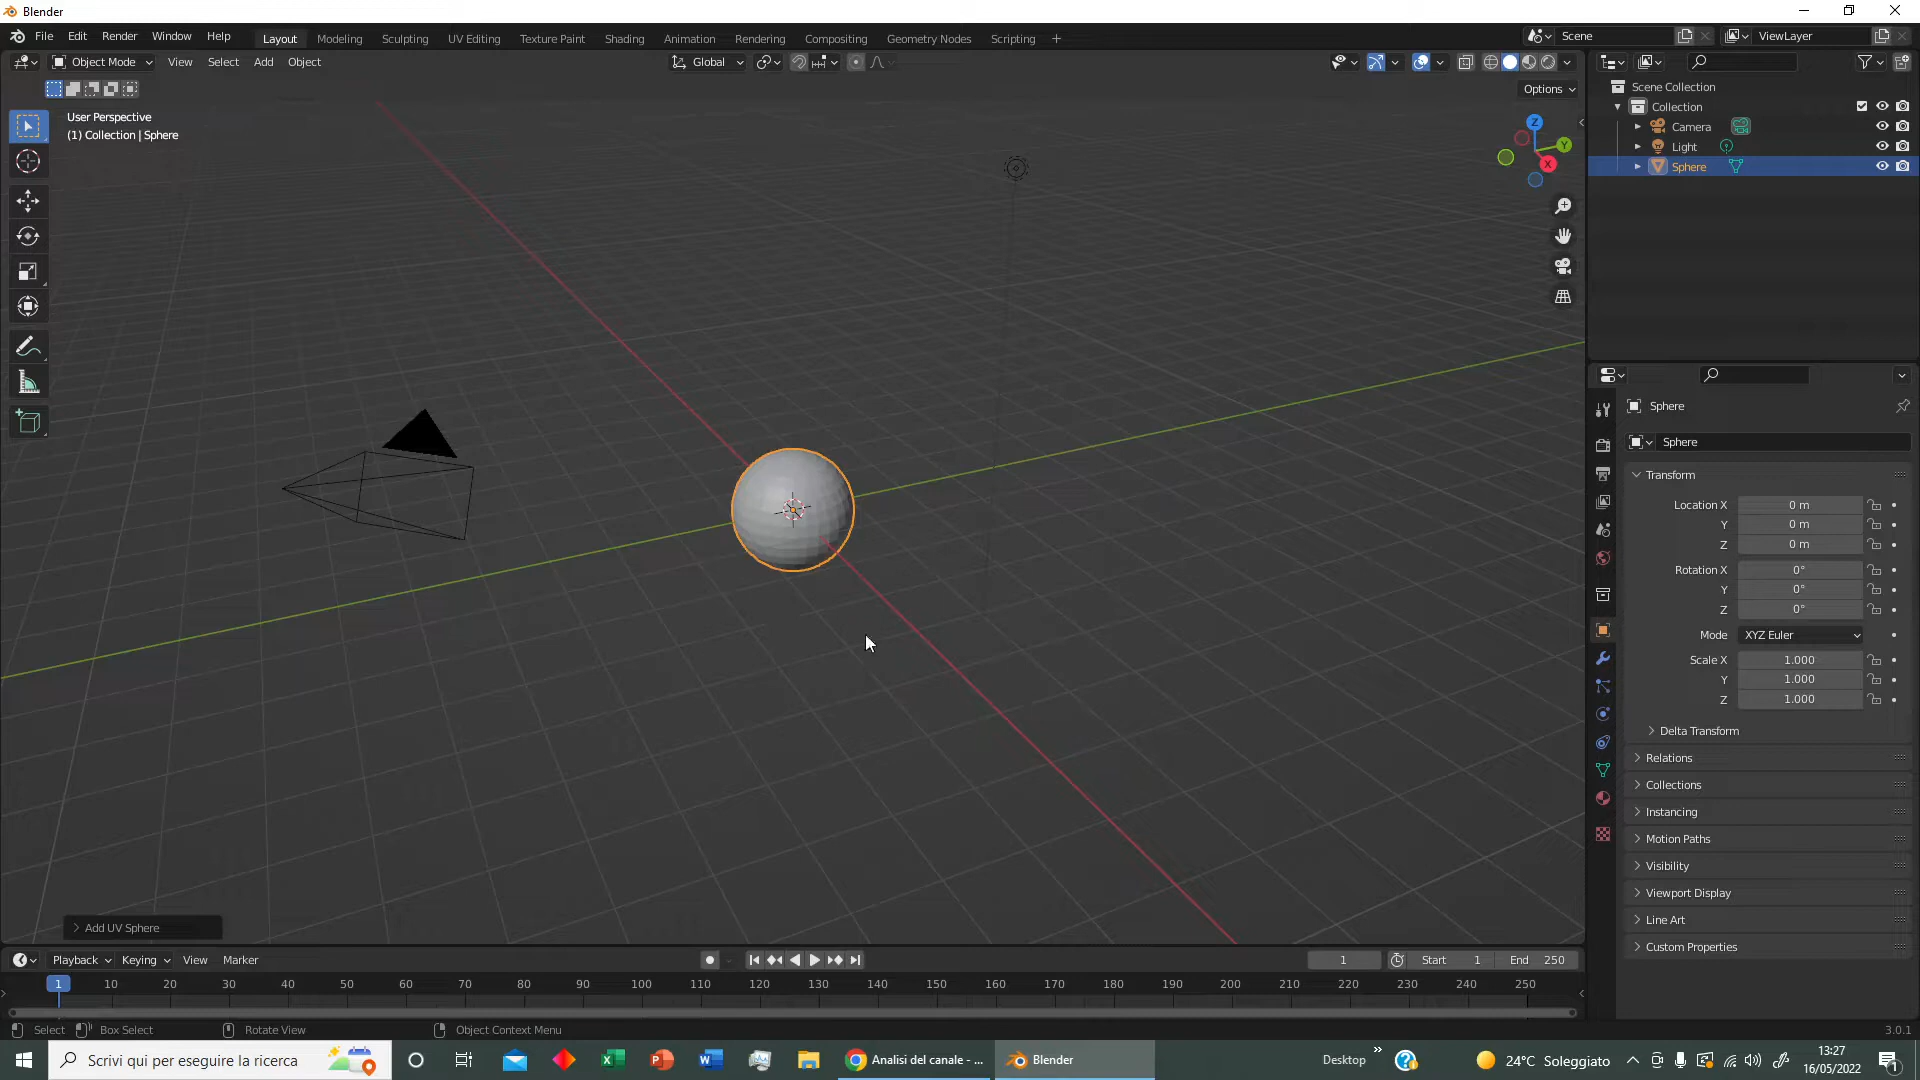 Blender
File Edit Render Window Help
Layout Modeling Sculpting UV Editing Texture Paint Shading Animation Rendering Compositing Geometry Nodes Scripting +
Scene
ViewLayer
Object Mode View Select Add Object
Global
Options
User Perspective
(1) Collection | Sphere
Z
Y
X
Scene Collection
Collection
Camera
Light
Sphere
Sphere
Sphere
Transform
Location X 0 m
Y 0 m
Z 0 m
Rotation X 0°
Y 0°
Z 0°
Mode XYZ Euler
Scale X 1.000
Y 1.000
Z 1.000
Delta Transform
Relations
Collections
Instancing
Motion Paths
Visibility
Viewport Display
Line Art
Custom Properties
Add UV Sphere
Playback Keying View Marker
1 Start 1 End 250
1 10 20 30 40 50 60 70 80 90 100 110 120 130 140 150 160 170 180 190 200 210 220 230 240 250
Select Box Select Rotate View Object Context Menu 3.0.1
Scrivi qui per eseguire la ricerca
Analisi del canale - ...
Blender
Desktop
24°C Soleggiato
13:27
16/05/2022
1